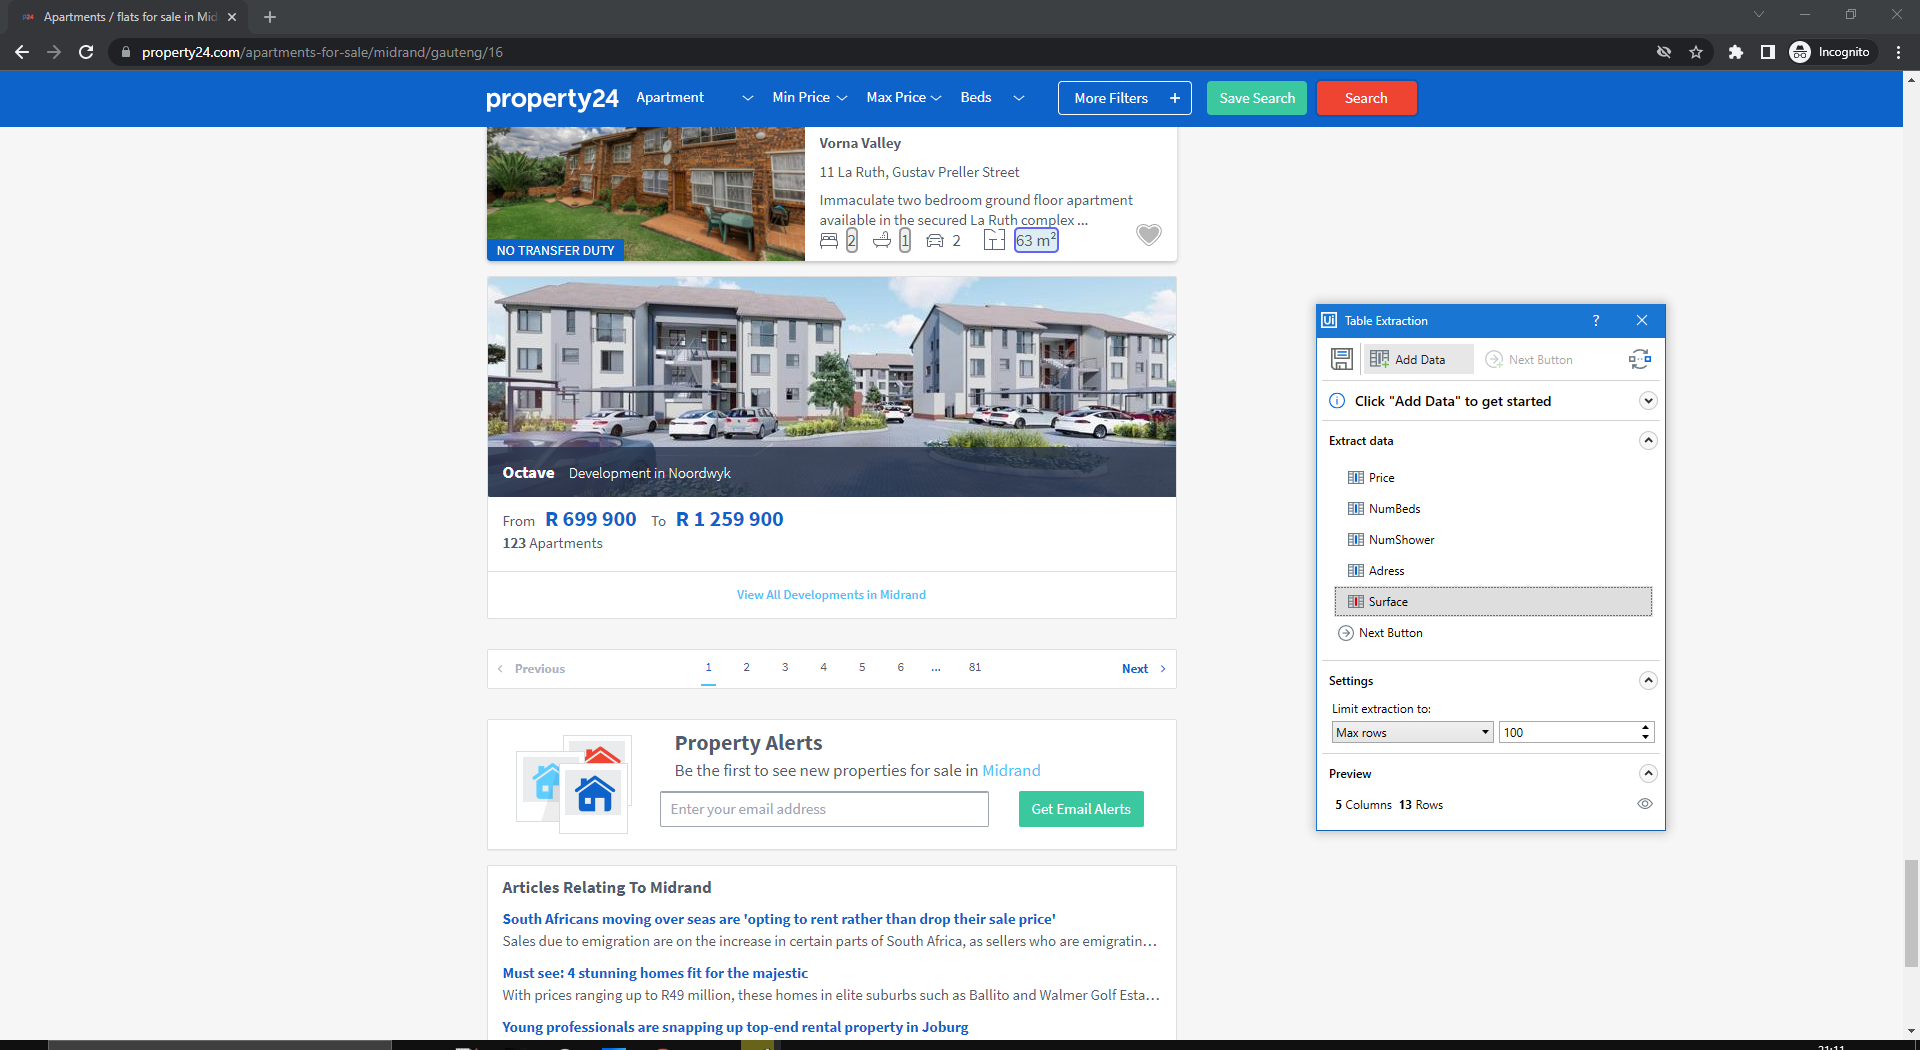 Apartments / flats for sale in Mid
property24.com/apartments-for-sale/midrand/gauteng/16
Incognito
property24 Apartment Min Price Max Price Beds More Filters + Save Search Search
Vorna Valley
11 La Ruth, Gustav Preller Street
Immaculate two bedroom ground floor apartment
available in the secured La Ruth complex ...
2 1 2 63 m²
NO TRANSFER DUTY
Octave Development in Noordwyk
From R 699 900 To R 1 259 900
123 Apartments
View All Developments in Midrand
Previous 1 2 3 4 5 6 ... 81 Next
Property Alerts
Be the first to see new properties for sale in Midrand
Enter your email address Get Email Alerts
Articles Relating To Midrand
South Africans moving over seas are 'opting to rent rather than drop their sale price'
Sales due to emigration are on the increase in certain parts of South Africa, as sellers who are emigratin...
Must see: 4 stunning homes fit for the majestic
With prices ranging up to R49 million, these homes in elite suburbs such as Ballito and Walmer Golf Esta...
Young professionals are snapping up top-end rental property in Joburg
Ui Table Extraction ?
Add Data Next Button
Click "Add Data" to get started
Extract data
Price
NumBeds
NumShower
Adress
Surface
Next Button
Settings
Limit extraction to:
Max rows 100
Preview
5 Columns 13 Rows